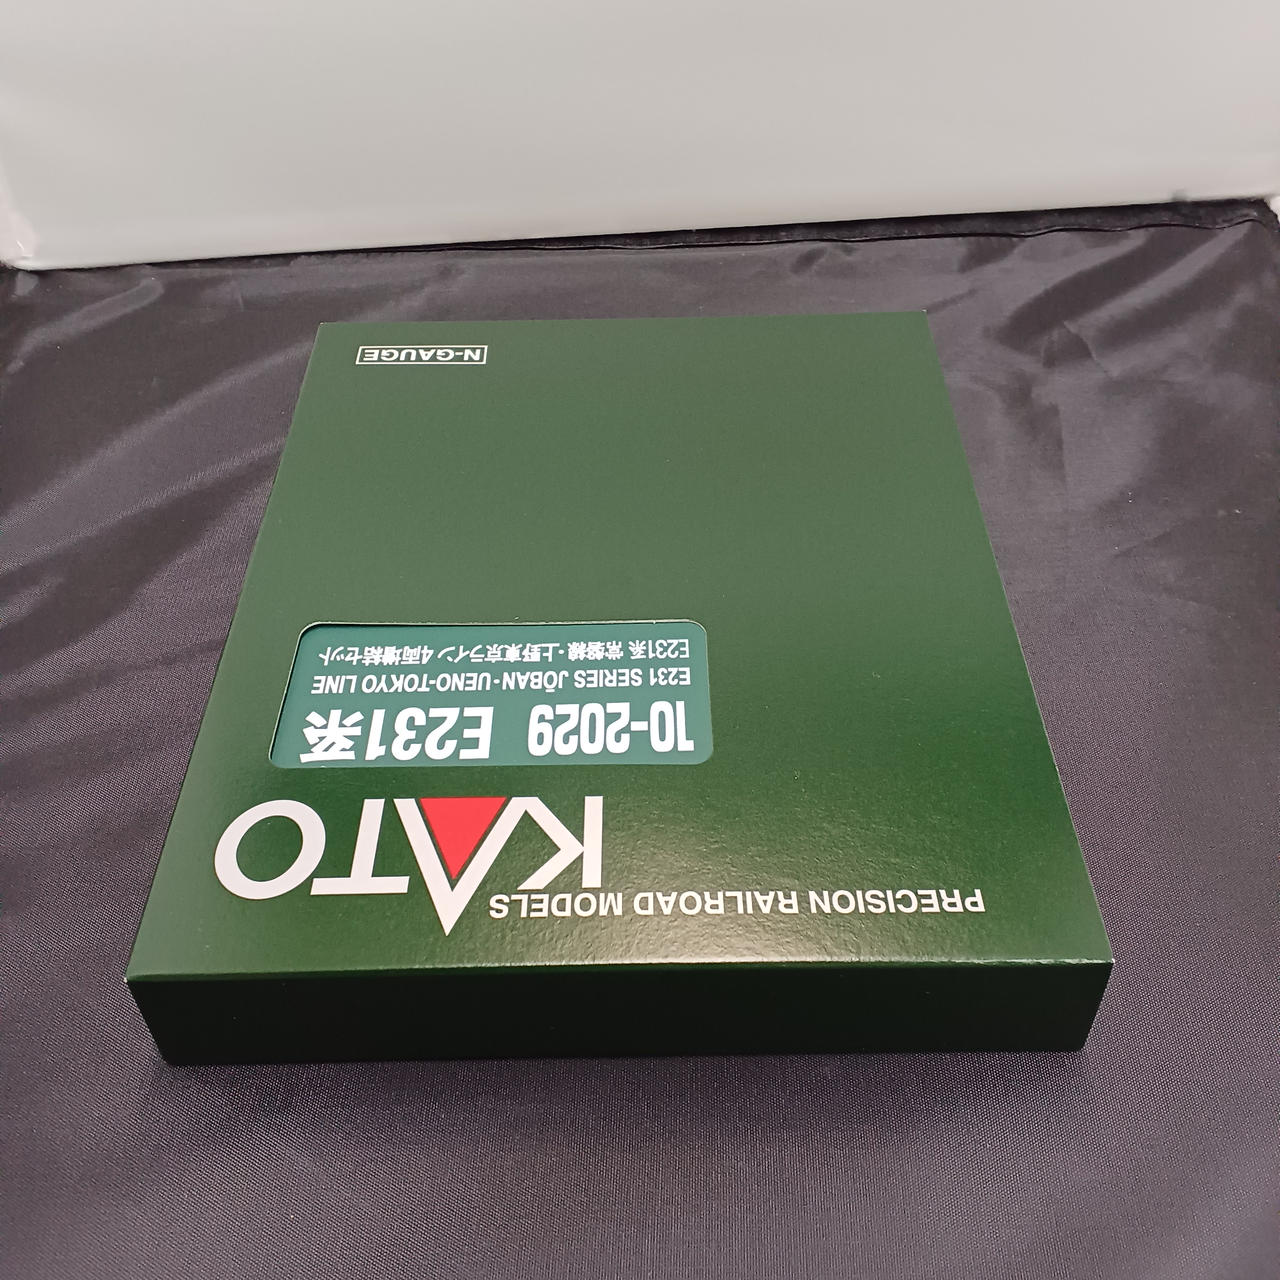 PRECISION RAILROAD MODELS
KATO
10-2029 E231系
E231 SERIES JŌBAN・UENO-TOKYO LINE
E231系 常磐線・上野東京ライン 4両増結セット
N-GAUGE